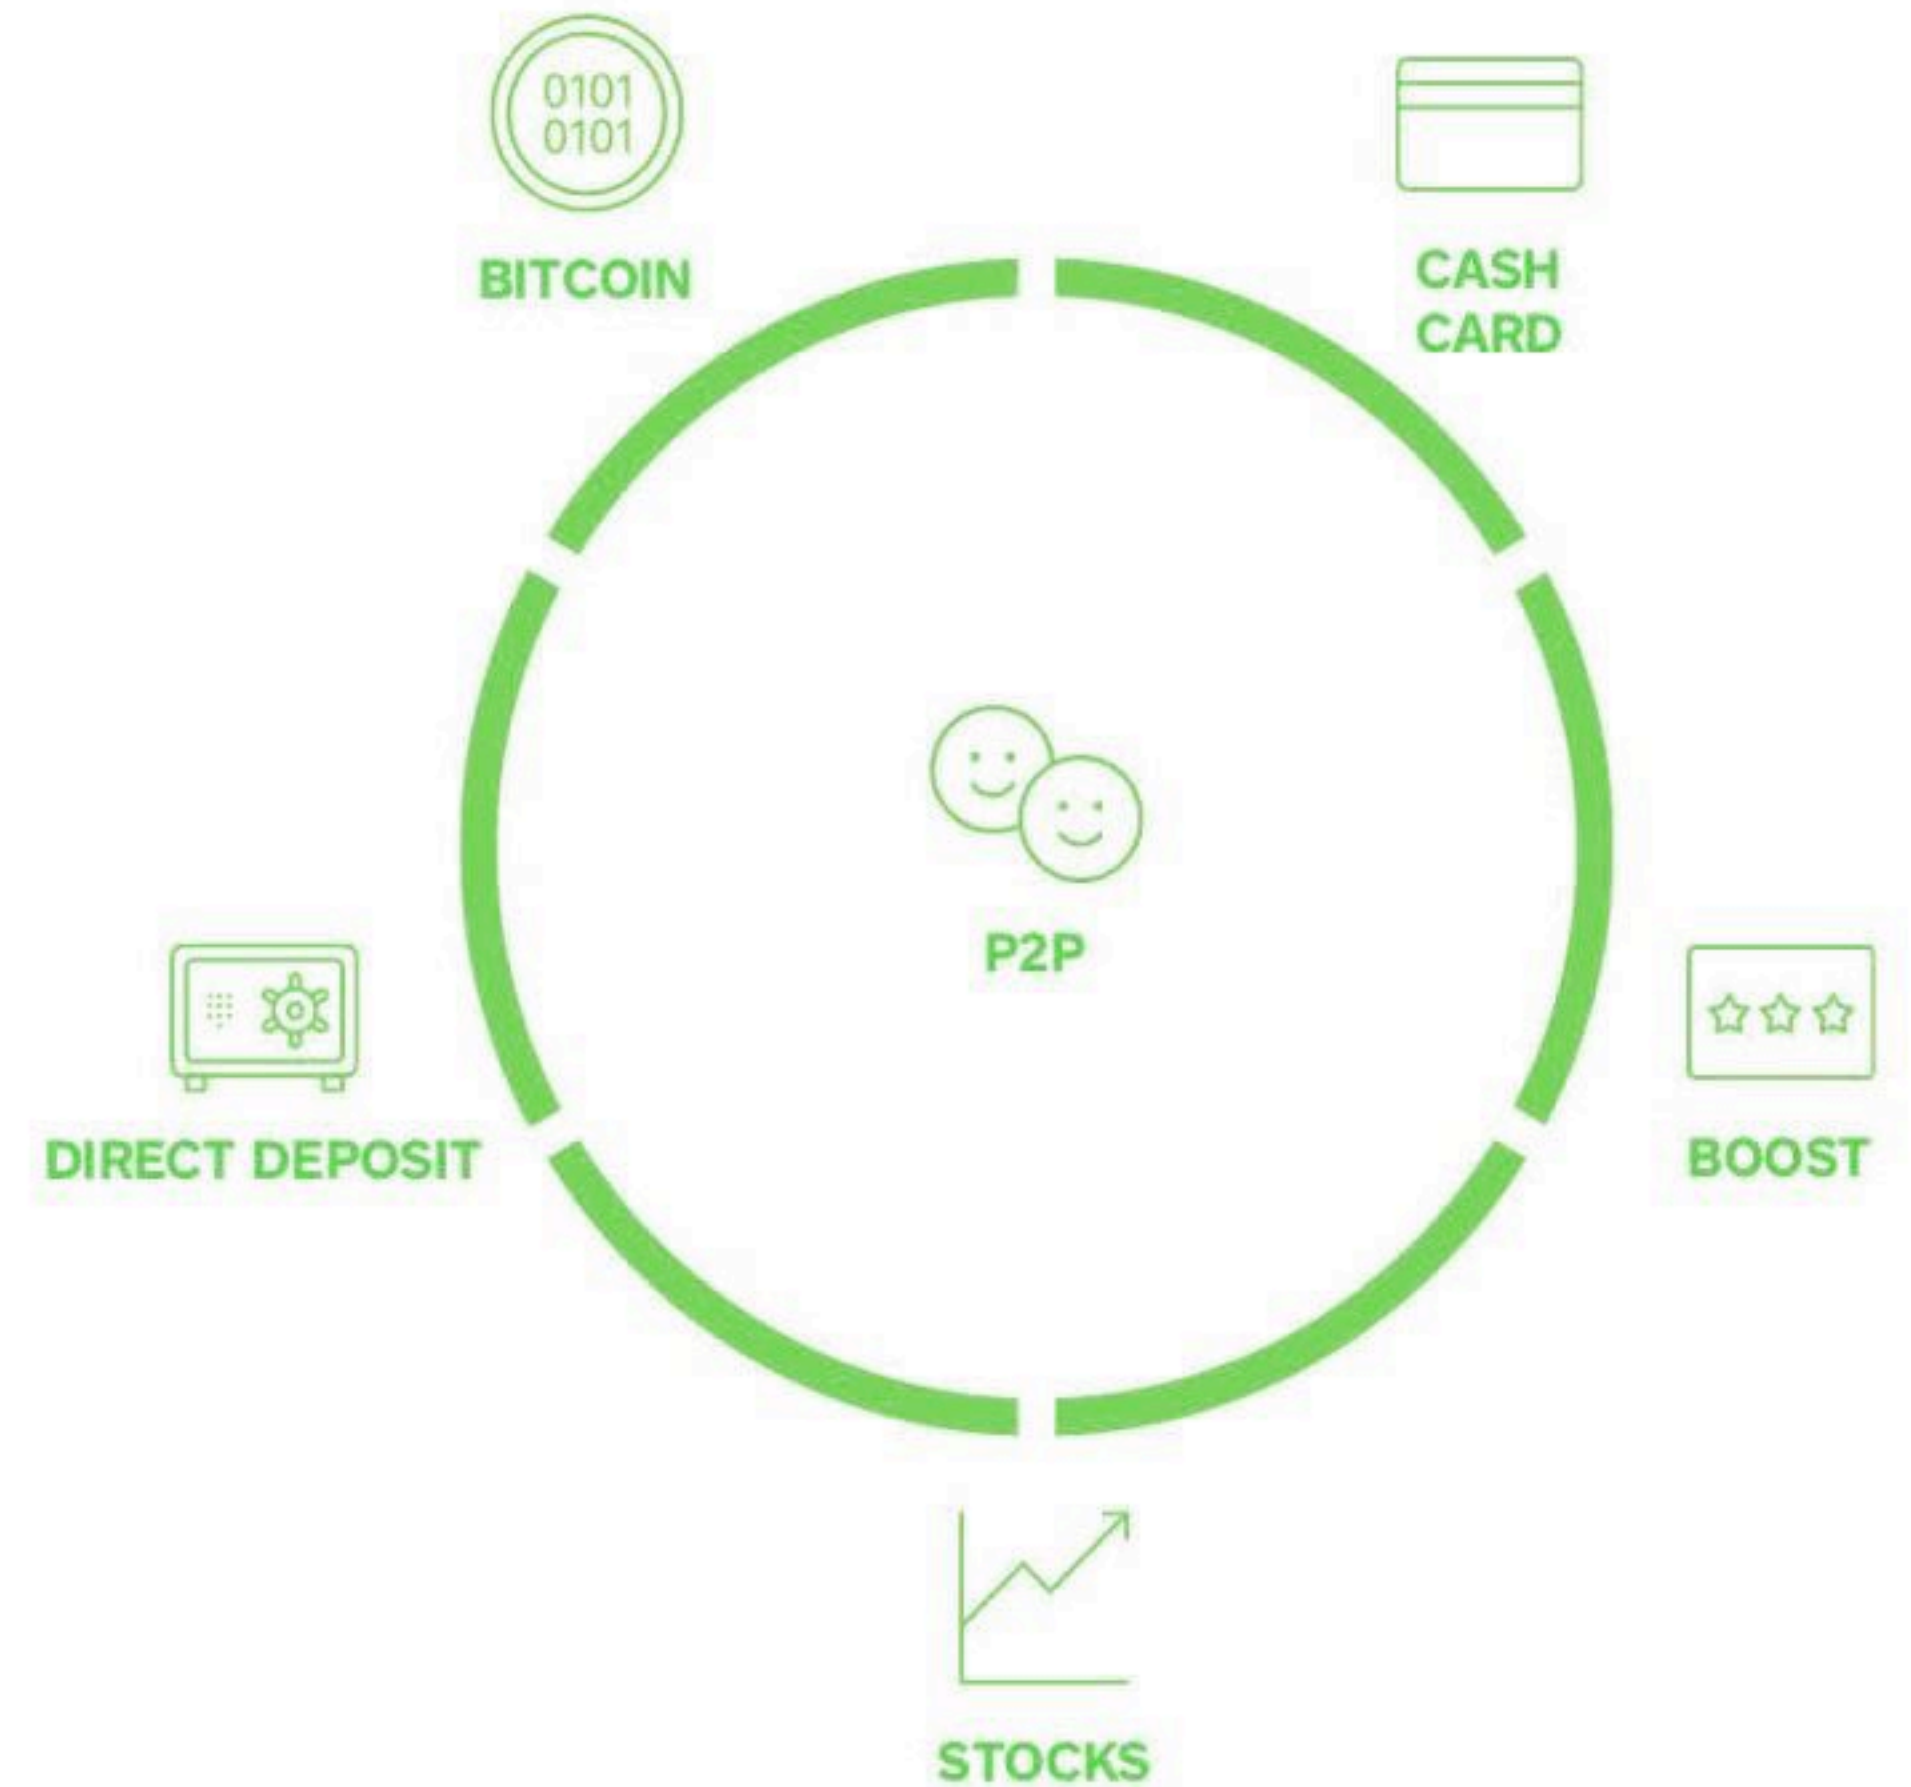 0101
0101
BITCOIN
CASH
CARD
P2P
DIRECT DEPOSIT
BOOST
STOCKS